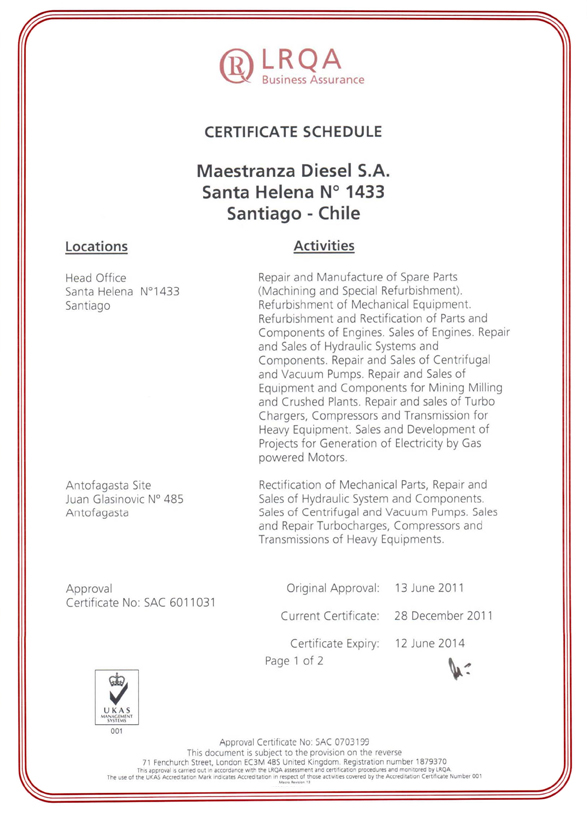 LRQA
Business Assurance
CERTIFICATE SCHEDULE
Maestranza Diesel S.A.
Santa Helena Nº 1433
Santiago - Chile
Locations
Activities
Head Office
Santa Helena N°1433
Santiago
Repair and Manufacture of Spare Parts
(Machining and Special Refurbishment).
Refurbishment of Mechanical Equipment.
Refurbishment and Rectification of Parts and
Components of Engines. Sales of Engines. Repair
and Sales of Hydraulic Systems and
Components. Repair and Sales of Centrifugal
and Vacuum Pumps. Repair and Sales of
Equipment and Components for Mining Milling
and Crushed Plants. Repair and sales of Turbo
Chargers, Compressors and Transmission for
Heavy Equipment. Sales and Development of
Projects for Generation of Electricity by Gas
powered Motors.
Antofagasta Site
Juan Glasinovic Nº 485
Antofagasta
Rectification of Mechanical Parts, Repair and
Sales of Hydraulic System and Components.
Sales of Centrifugal and Vacuum Pumps. Sales
and Repair Turbocharges, Compressors and
Transmissions of Heavy Equipments.
Approval
Certificate No: SAC 6011031
Original Approval: 13 June 2011
Current Certificate: 28 December 2011
Certificate Expiry: 12 June 2014
Page 1 of 2
UKAS
MANAGEMENT
SYSTEMS
001
Approval Certificate No: SAC 0703199
This document is subject to the provision on the reverse
71 Fenchurch Street, London EC3M 4BS United Kingdom. Registration number 1879370
This approval is carried out in accordance with the LRQA assessment and certification procedures and monitored by LRQA.
The use of the UKAS Accreditation Mark indicates Accreditation in respect of those activities covered by the Accreditation Certificate Number 001